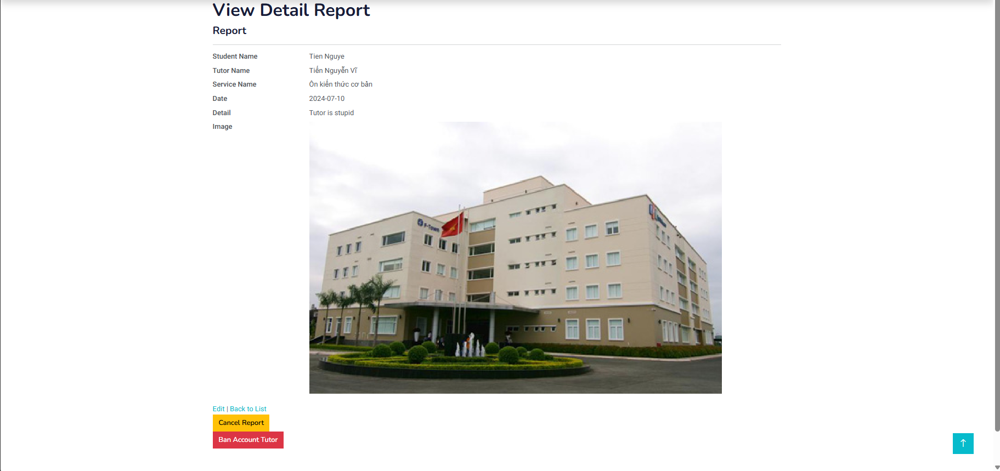 View Detail Report
Report
Student Name Tien Nguye
Tutor Name Tiến Nguyễn Vĩ
Service Name Ôn kiến thức cơ bản
Date 2024-07-10
Detail Tutor is stupid
Image
F-Town
Edit | Back to List
Cancel Report
Ban Account Tutor